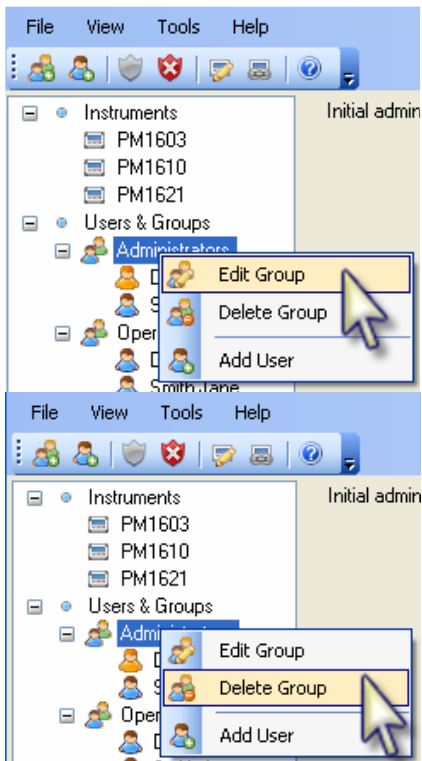 File View Tools Help
Instruments Initial admin
PM1603
PM1610
PM1621
Users & Groups
Administrators
Edit Group
Delete Group
Add User
Smith Jane
File View Tools Help
Instruments Initial admin
PM1603
PM1610
PM1621
Users & Groups
Edit Group
Delete Group
Add User